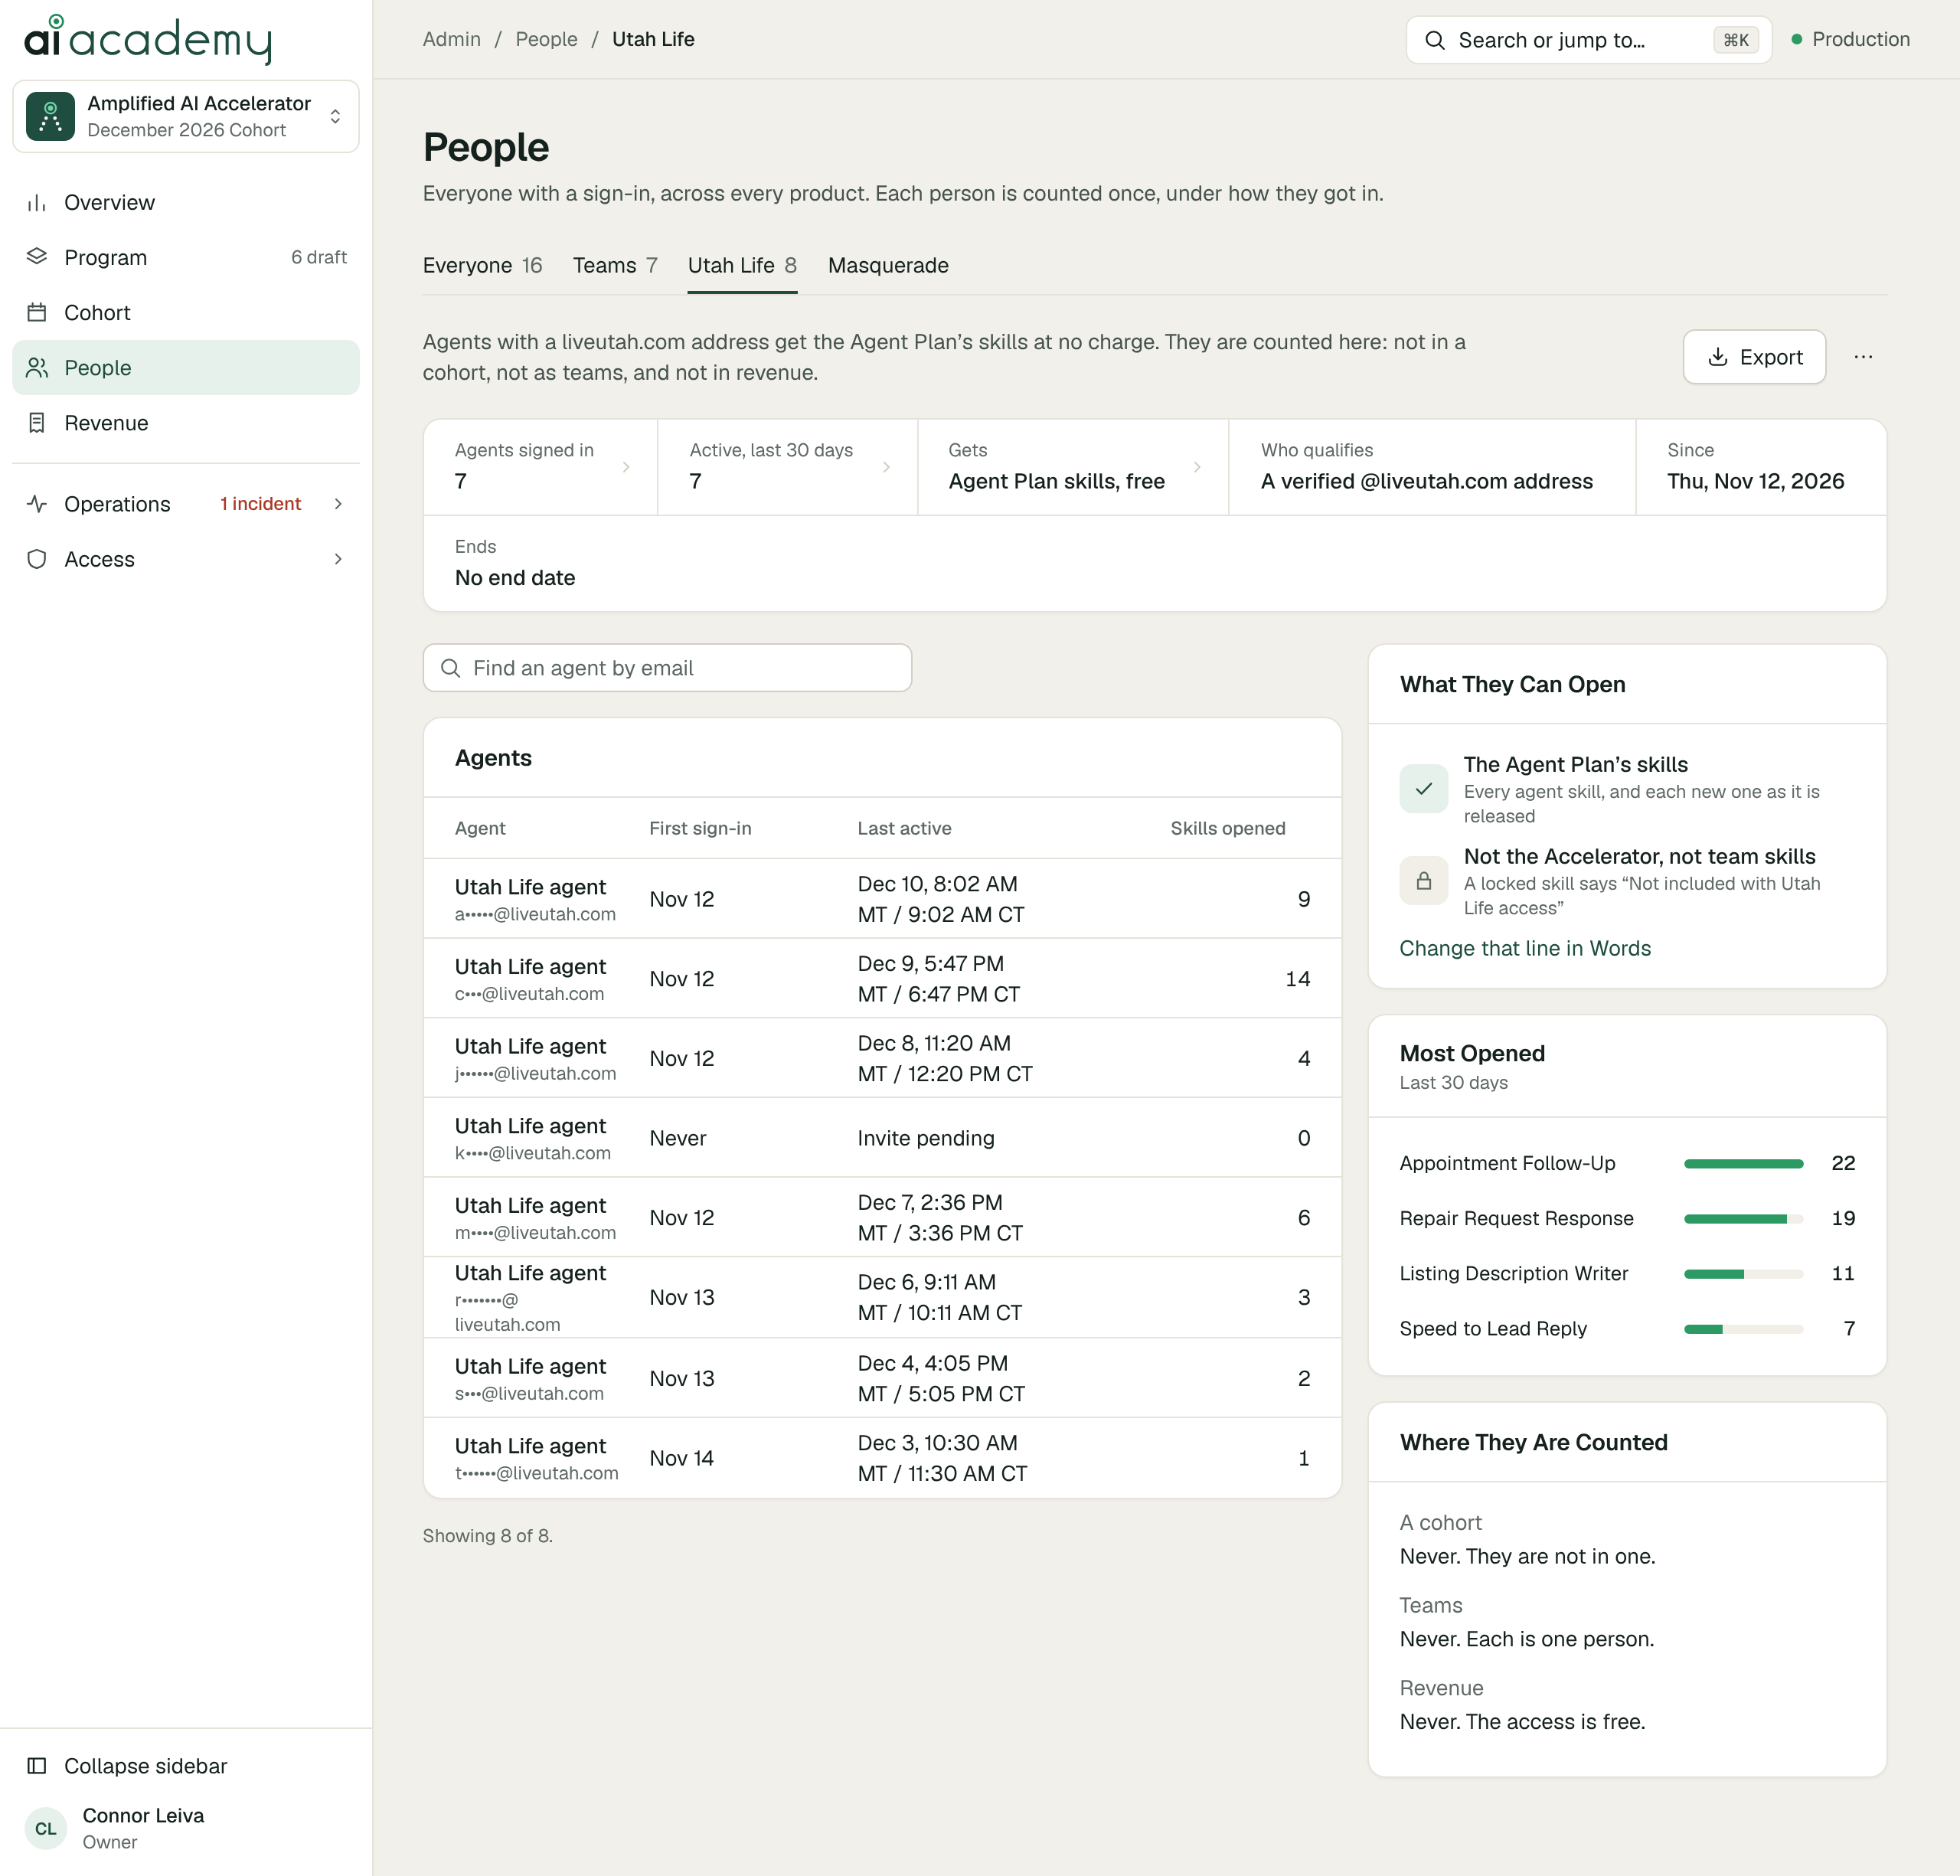 ai academy
Amplified AI Accelerator
December 2026 Cohort
Overview
Program 6 draft
Cohort
People
Revenue
Operations 1 incident
Access
Collapse sidebar
CL
Connor Leiva
Owner
Admin / People / Utah Life
Search or jump to... ⌘K
Production
People
Everyone with a sign-in, across every product. Each person is counted once, under how they got in.
Everyone 16 Teams 7 Utah Life 8 Masquerade
Agents with a liveutah.com address get the Agent Plan’s skills at no charge. They are counted here: not in a
cohort, not as teams, and not in revenue.
Export
Agents signed in
7
Active, last 30 days
7
Gets
Agent Plan skills, free
Who qualifies
A verified @liveutah.com address
Since
Thu, Nov 12, 2026
Ends
No end date
Find an agent by email
Agents
Agent First sign-in Last active Skills opened
Utah Life agent
a•••••@liveutah.com
Nov 12
Dec 10, 8:02 AM
MT / 9:02 AM CT
9
Utah Life agent
c•••@liveutah.com
Nov 12
Dec 9, 5:47 PM
MT / 6:47 PM CT
14
Utah Life agent
j••••••@liveutah.com
Nov 12
Dec 8, 11:20 AM
MT / 12:20 PM CT
4
Utah Life agent
k••••@liveutah.com
Never
Invite pending
0
Utah Life agent
m••••@liveutah.com
Nov 12
Dec 7, 2:36 PM
MT / 3:36 PM CT
6
Utah Life agent
r•••••••@
liveutah.com
Nov 13
Dec 6, 9:11 AM
MT / 10:11 AM CT
3
Utah Life agent
s•••@liveutah.com
Nov 13
Dec 4, 4:05 PM
MT / 5:05 PM CT
2
Utah Life agent
t••••••@liveutah.com
Nov 14
Dec 3, 10:30 AM
MT / 11:30 AM CT
1
Showing 8 of 8.
What They Can Open
The Agent Plan’s skills
Every agent skill, and each new one as it is
released
Not the Accelerator, not team skills
A locked skill says “Not included with Utah
Life access”
Change that line in Words
Most Opened
Last 30 days
Appointment Follow-Up 22
Repair Request Response 19
Listing Description Writer 11
Speed to Lead Reply 7
Where They Are Counted
A cohort
Never. They are not in one.
Teams
Never. Each is one person.
Revenue
Never. The access is free.